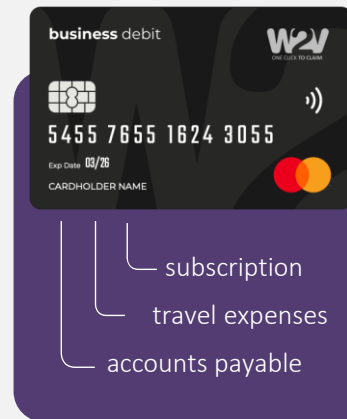 business debit
W2V
ONE CLICK TO CLAIM
5455 7655 1624 3055
Exp Date 03/26
CARDHOLDER NAME
subscription
travel expenses
accounts payable